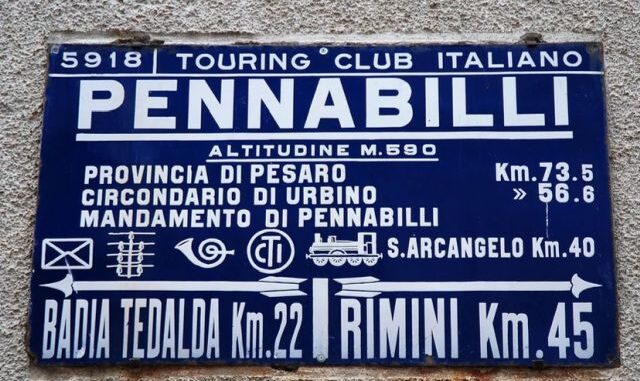 5918 | TOURING CLUB ITALIANO
PENNABILLI
ALTITUDINE M.590
PROVINCIA DI PESARO Km.73.5
CIRCONDARIO DI URBINO » 56.6
MANDAMENTO DI PENNABILLI
CTI S.ARCANGELO Km.40
BADIA TEDALDA Km.22 RIMINI Km.45